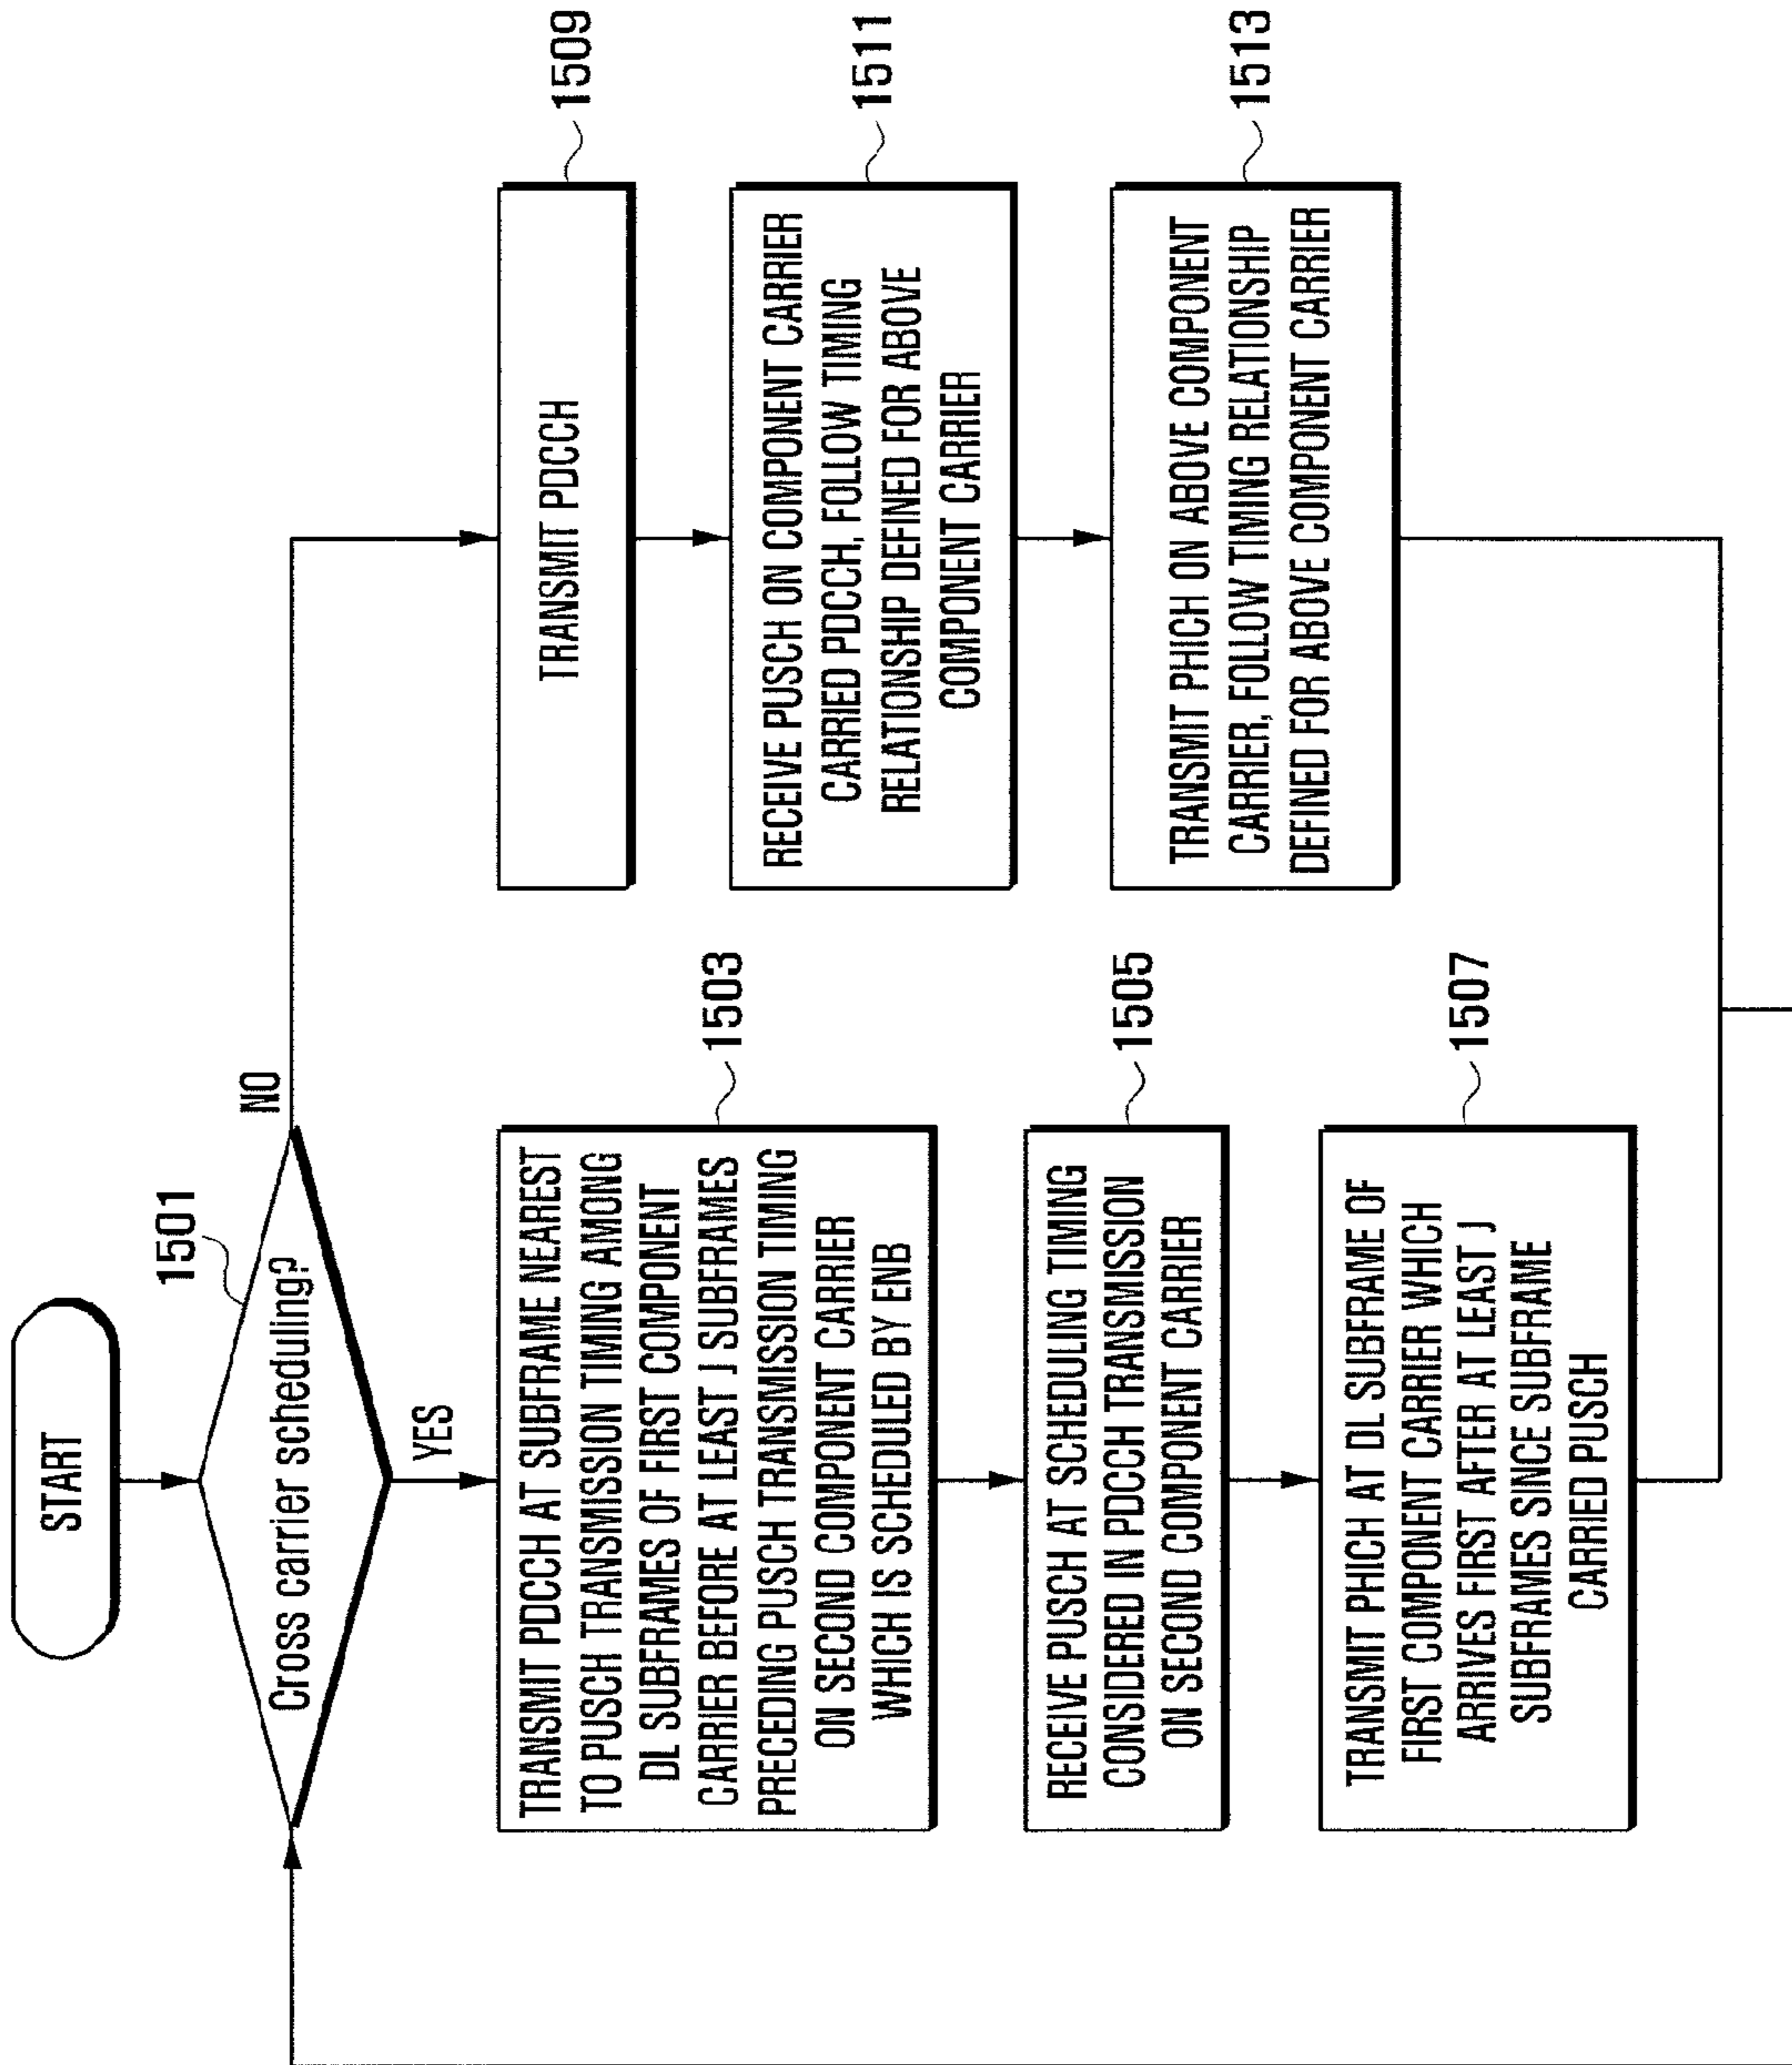 START
1501
Cross carrier scheduling?
NO
YES
TRANSMIT PDCCH AT SUBFRAME NEAREST
TO PUSCH TRANSMISSION TIMING AMONG
DL SUBFRAMES OF FIRST COMPONENT
CARRIER BEFORE AT LEAST J SUBFRAMES
PRECEDING PUSCH TRANSMISSION TIMING
ON SECOND COMPONENT CARRIER
WHICH IS SCHEDULED BY ENB
1503
RECEIVE PUSCH AT SCHEDULING TIMING
CONSIDERED IN PDCCH TRANSMISSION
ON SECOND COMPONENT CARRIER
1505
TRANSMIT PHICH AT DL SUBFRAME OF
FIRST COMPONENT CARRIER WHICH
ARRIVES FIRST AFTER AT LEAST J
SUBFRAMES SINCE SUBFRAME
CARRIED PUSCH
1507
TRANSMIT PDCCH
1509
RECEIVE PUSCH ON COMPONENT CARRIER
CARRIED PDCCH, FOLLOW TIMING
RELATIONSHIP DEFINED FOR ABOVE
COMPONENT CARRIER
1511
TRANSMIT PHICH ON ABOVE COMPONENT
CARRIER, FOLLOW TIMING RELATIONSHIP
DEFINED FOR ABOVE COMPONENT CARRIER
1513